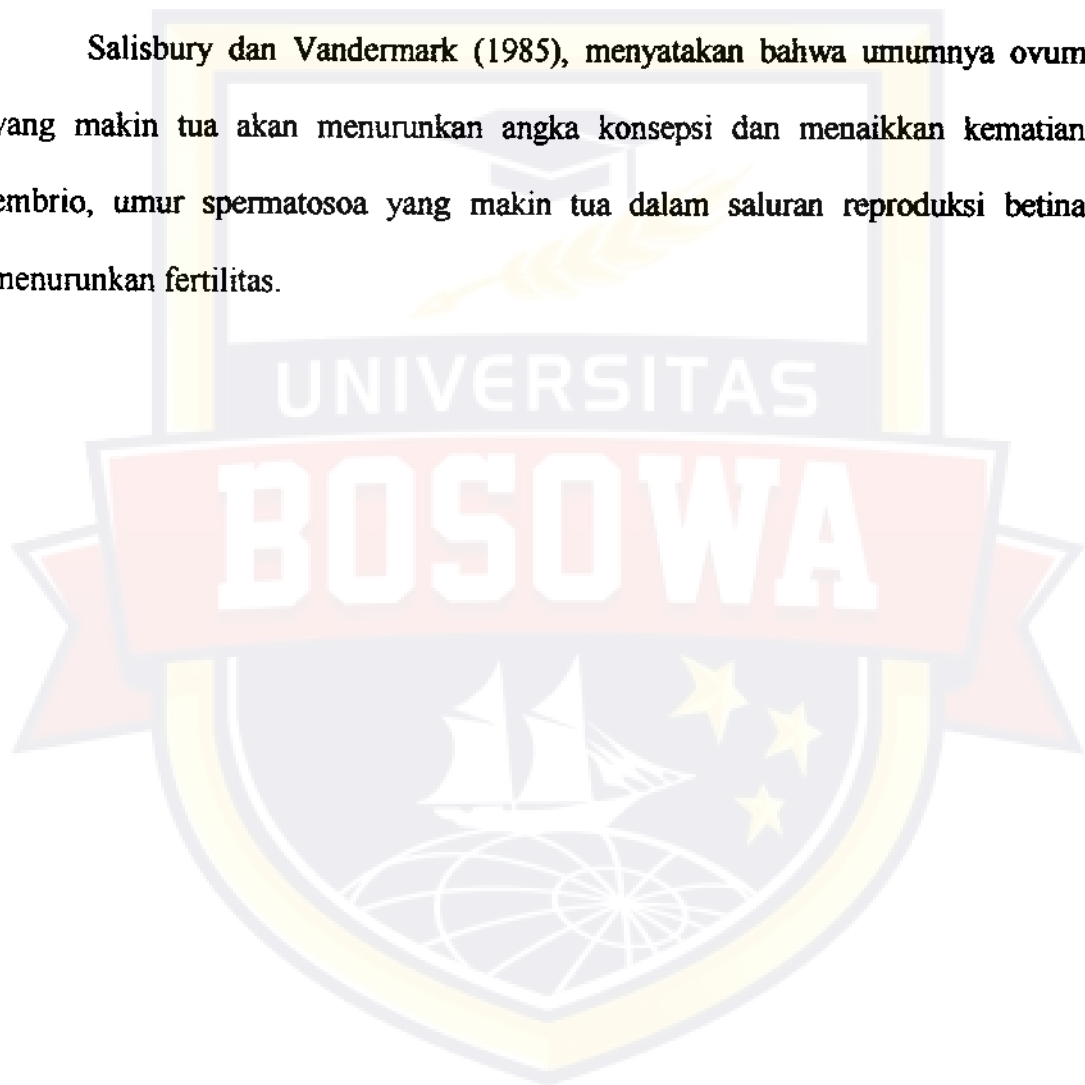 Salisbury dan Vandermark (1985), menyatakan bahwa umumnya ovum
yang makin tua akan menurunkan angka konsepsi dan menaikkan kematian
embrio, umur spermatosoa yang makin tua dalam saluran reproduksi betina
menurunkan fertilitas.
UNIVERSITAS
BOSOWA